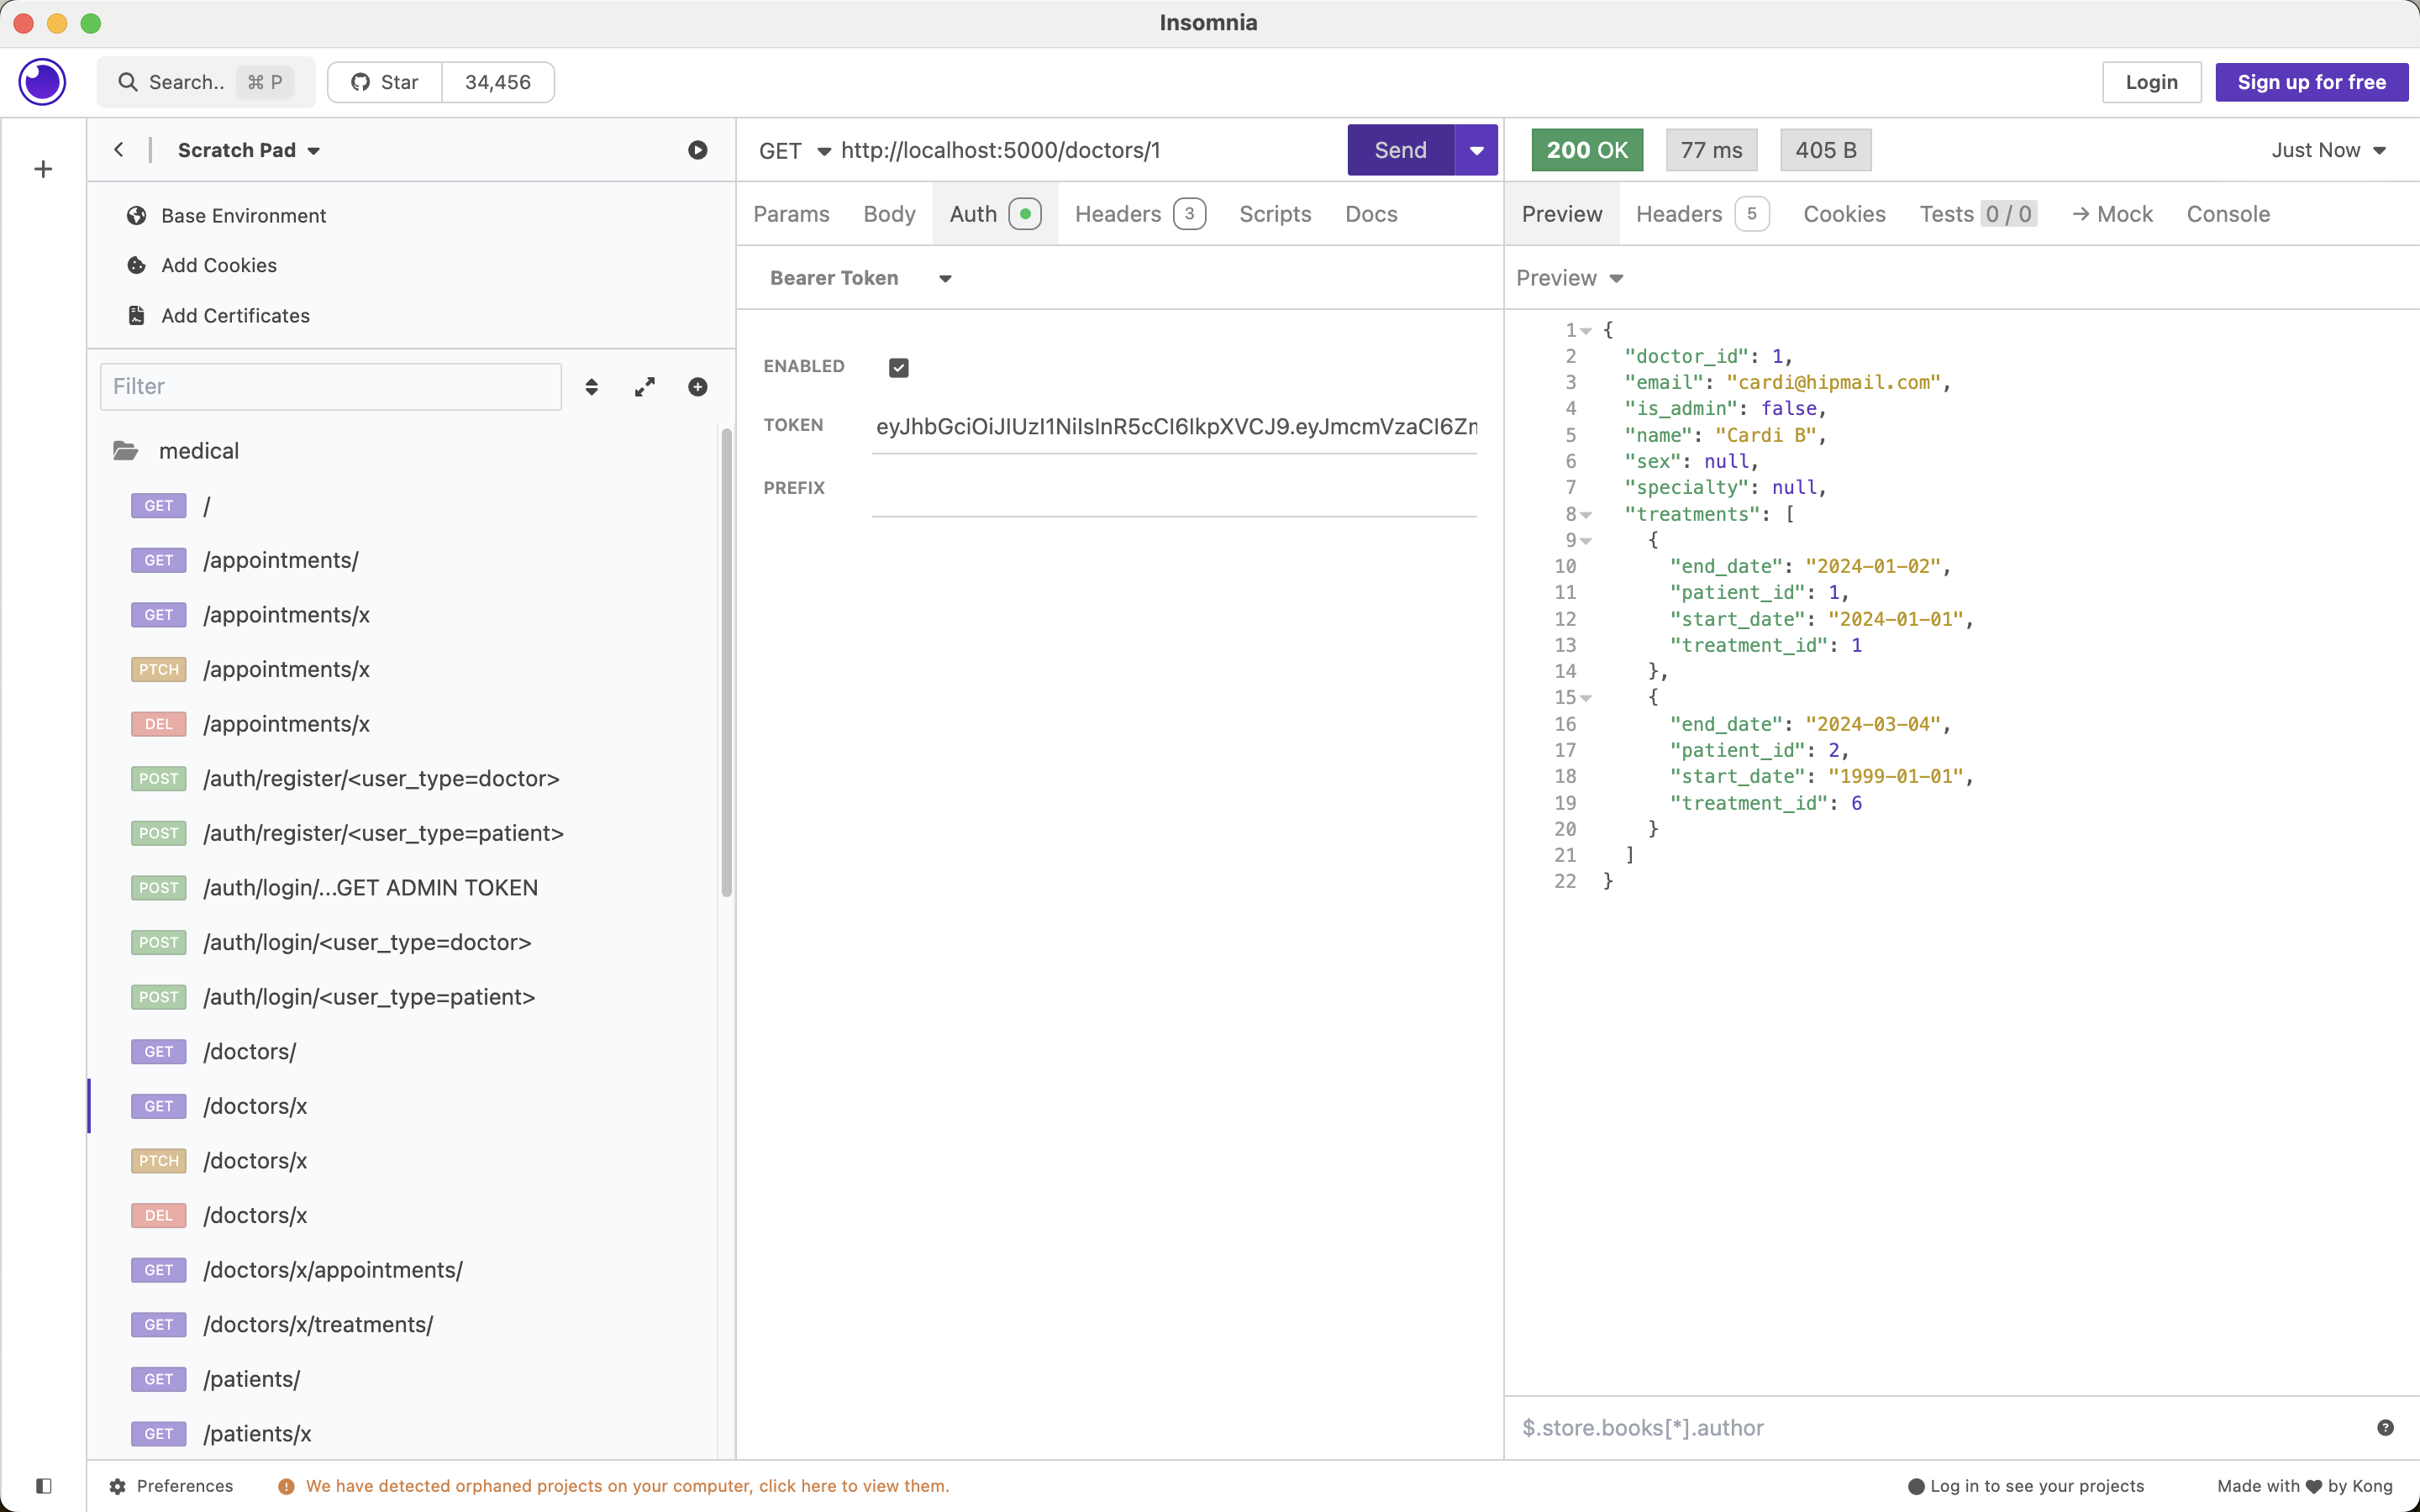 Insomnia
Search.. ⌘ P
Star 34,456
Login
Sign up for free
Scratch Pad
Base Environment
Add Cookies
Add Certificates
Filter
medical
GET /
GET /appointments/
GET /appointments/x
PTCH /appointments/x
DEL /appointments/x
POST /auth/register/<user_type=doctor>
POST /auth/register/<user_type=patient>
POST /auth/login/...GET ADMIN TOKEN
POST /auth/login/<user_type=doctor>
POST /auth/login/<user_type=patient>
GET /doctors/
GET /doctors/x
PTCH /doctors/x
DEL /doctors/x
GET /doctors/x/appointments/
GET /doctors/x/treatments/
GET /patients/
GET /patients/x
GET http://localhost:5000/doctors/1
Send
Params Body Auth Headers 3 Scripts Docs
Bearer Token
ENABLED
TOKEN eyJhbGciOiJIUzI1NiIsInR5cCI6IkpXVCJ9.eyJmcmVzaCI6Zm
PREFIX
200 OK 77 ms 405 B
Just Now
Preview Headers 5 Cookies Tests 0 / 0 → Mock Console
Preview
1 {
2 "doctor_id": 1,
3 "email": "cardi@hipmail.com",
4 "is_admin": false,
5 "name": "Cardi B",
6 "sex": null,
7 "specialty": null,
8 "treatments": [
9 {
10 "end_date": "2024-01-02",
11 "patient_id": 1,
12 "start_date": "2024-01-01",
13 "treatment_id": 1
14 },
15 {
16 "end_date": "2024-03-04",
17 "patient_id": 2,
18 "start_date": "1999-01-01",
19 "treatment_id": 6
20 }
21 ]
22 }
$.store.books[*].author
Preferences
We have detected orphaned projects on your computer, click here to view them.
Log in to see your projects
Made with ♥ by Kong